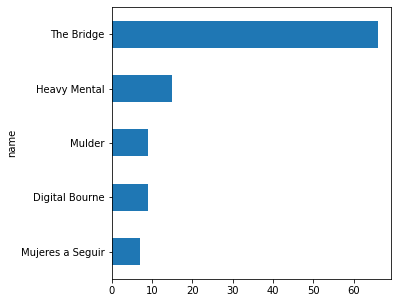 The Bridge
Heavy Mental
Mulder
Digital Bourne
Mujeres a Seguir
name
0 10 20 30 40 50 60